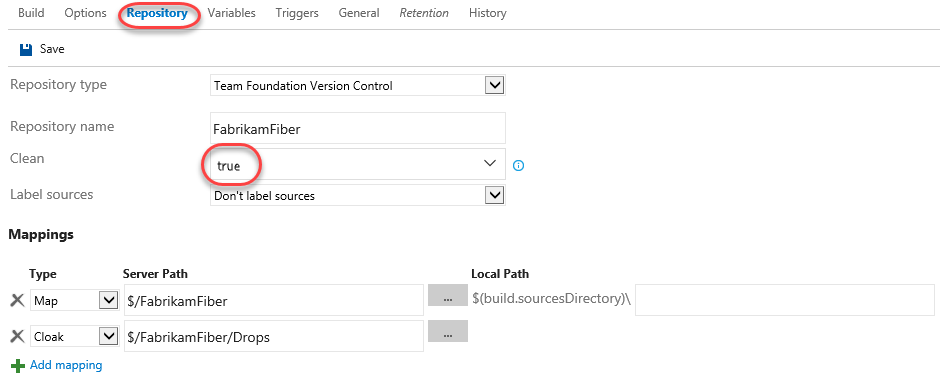 Build Options Repository Variables Triggers General Retention History
Save
Repository type Team Foundation Version Control
Repository name FabrikamFiber
Clean true
Label sources Don't label sources
Mappings
Type Server Path Local Path
Map $/FabrikamFiber ... $(build.sourcesDirectory)\
Cloak $/FabrikamFiber/Drops ...
Add mapping